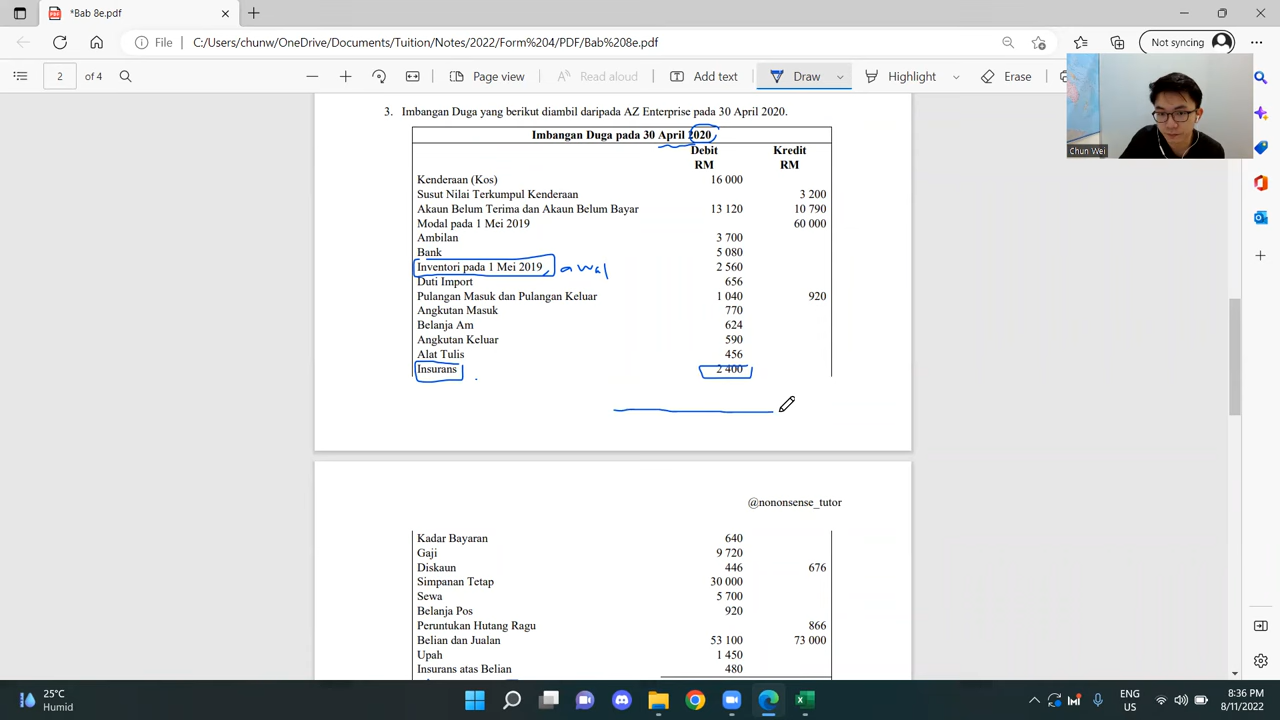 *Bab 8e.pdf
File C:/Users/chunw/OneDrive/Documents/Tuition/Notes/2022/Form%204/PDF/Bab%208e.pdf Not syncing
2 of 4 Page view Read aloud Add text Draw Highlight Erase
Chun Wei
3. Imbangan Duga yang berikut diambil daripada AZ Enterprise pada 30 April 2020.
Imbangan Duga pada 30 April 2020
Debit Kredit
RM RM
Kenderaan (Kos) 16 000
Susut Nilai Terkumpul Kenderaan 3 200
Akaun Belum Terima dan Akaun Belum Bayar 13 120 10 790
Modal pada 1 Mei 2019 60 000
Ambilan 3 700
Bank 5 080
Inventori pada 1 Mei 2019 awal 2 560
Duti Import 656
Pulangan Masuk dan Pulangan Keluar 1 040 920
Angkutan Masuk 770
Belanja Am 624
Angkutan Keluar 590
Alat Tulis 456
Insurans 2 400
@nononsense_tutor
Kadar Bayaran 640
Gaji 9 720
Diskaun 446 676
Simpanan Tetap 30 000
Sewa 5 700
Belanja Pos 920
Peruntukan Hutang Ragu 866
Belian dan Jualan 53 100 73 000
Upah 1 450
Insurans atas Belian 480
25°C
Humid
ENG
US
8:36 PM
8/11/2022